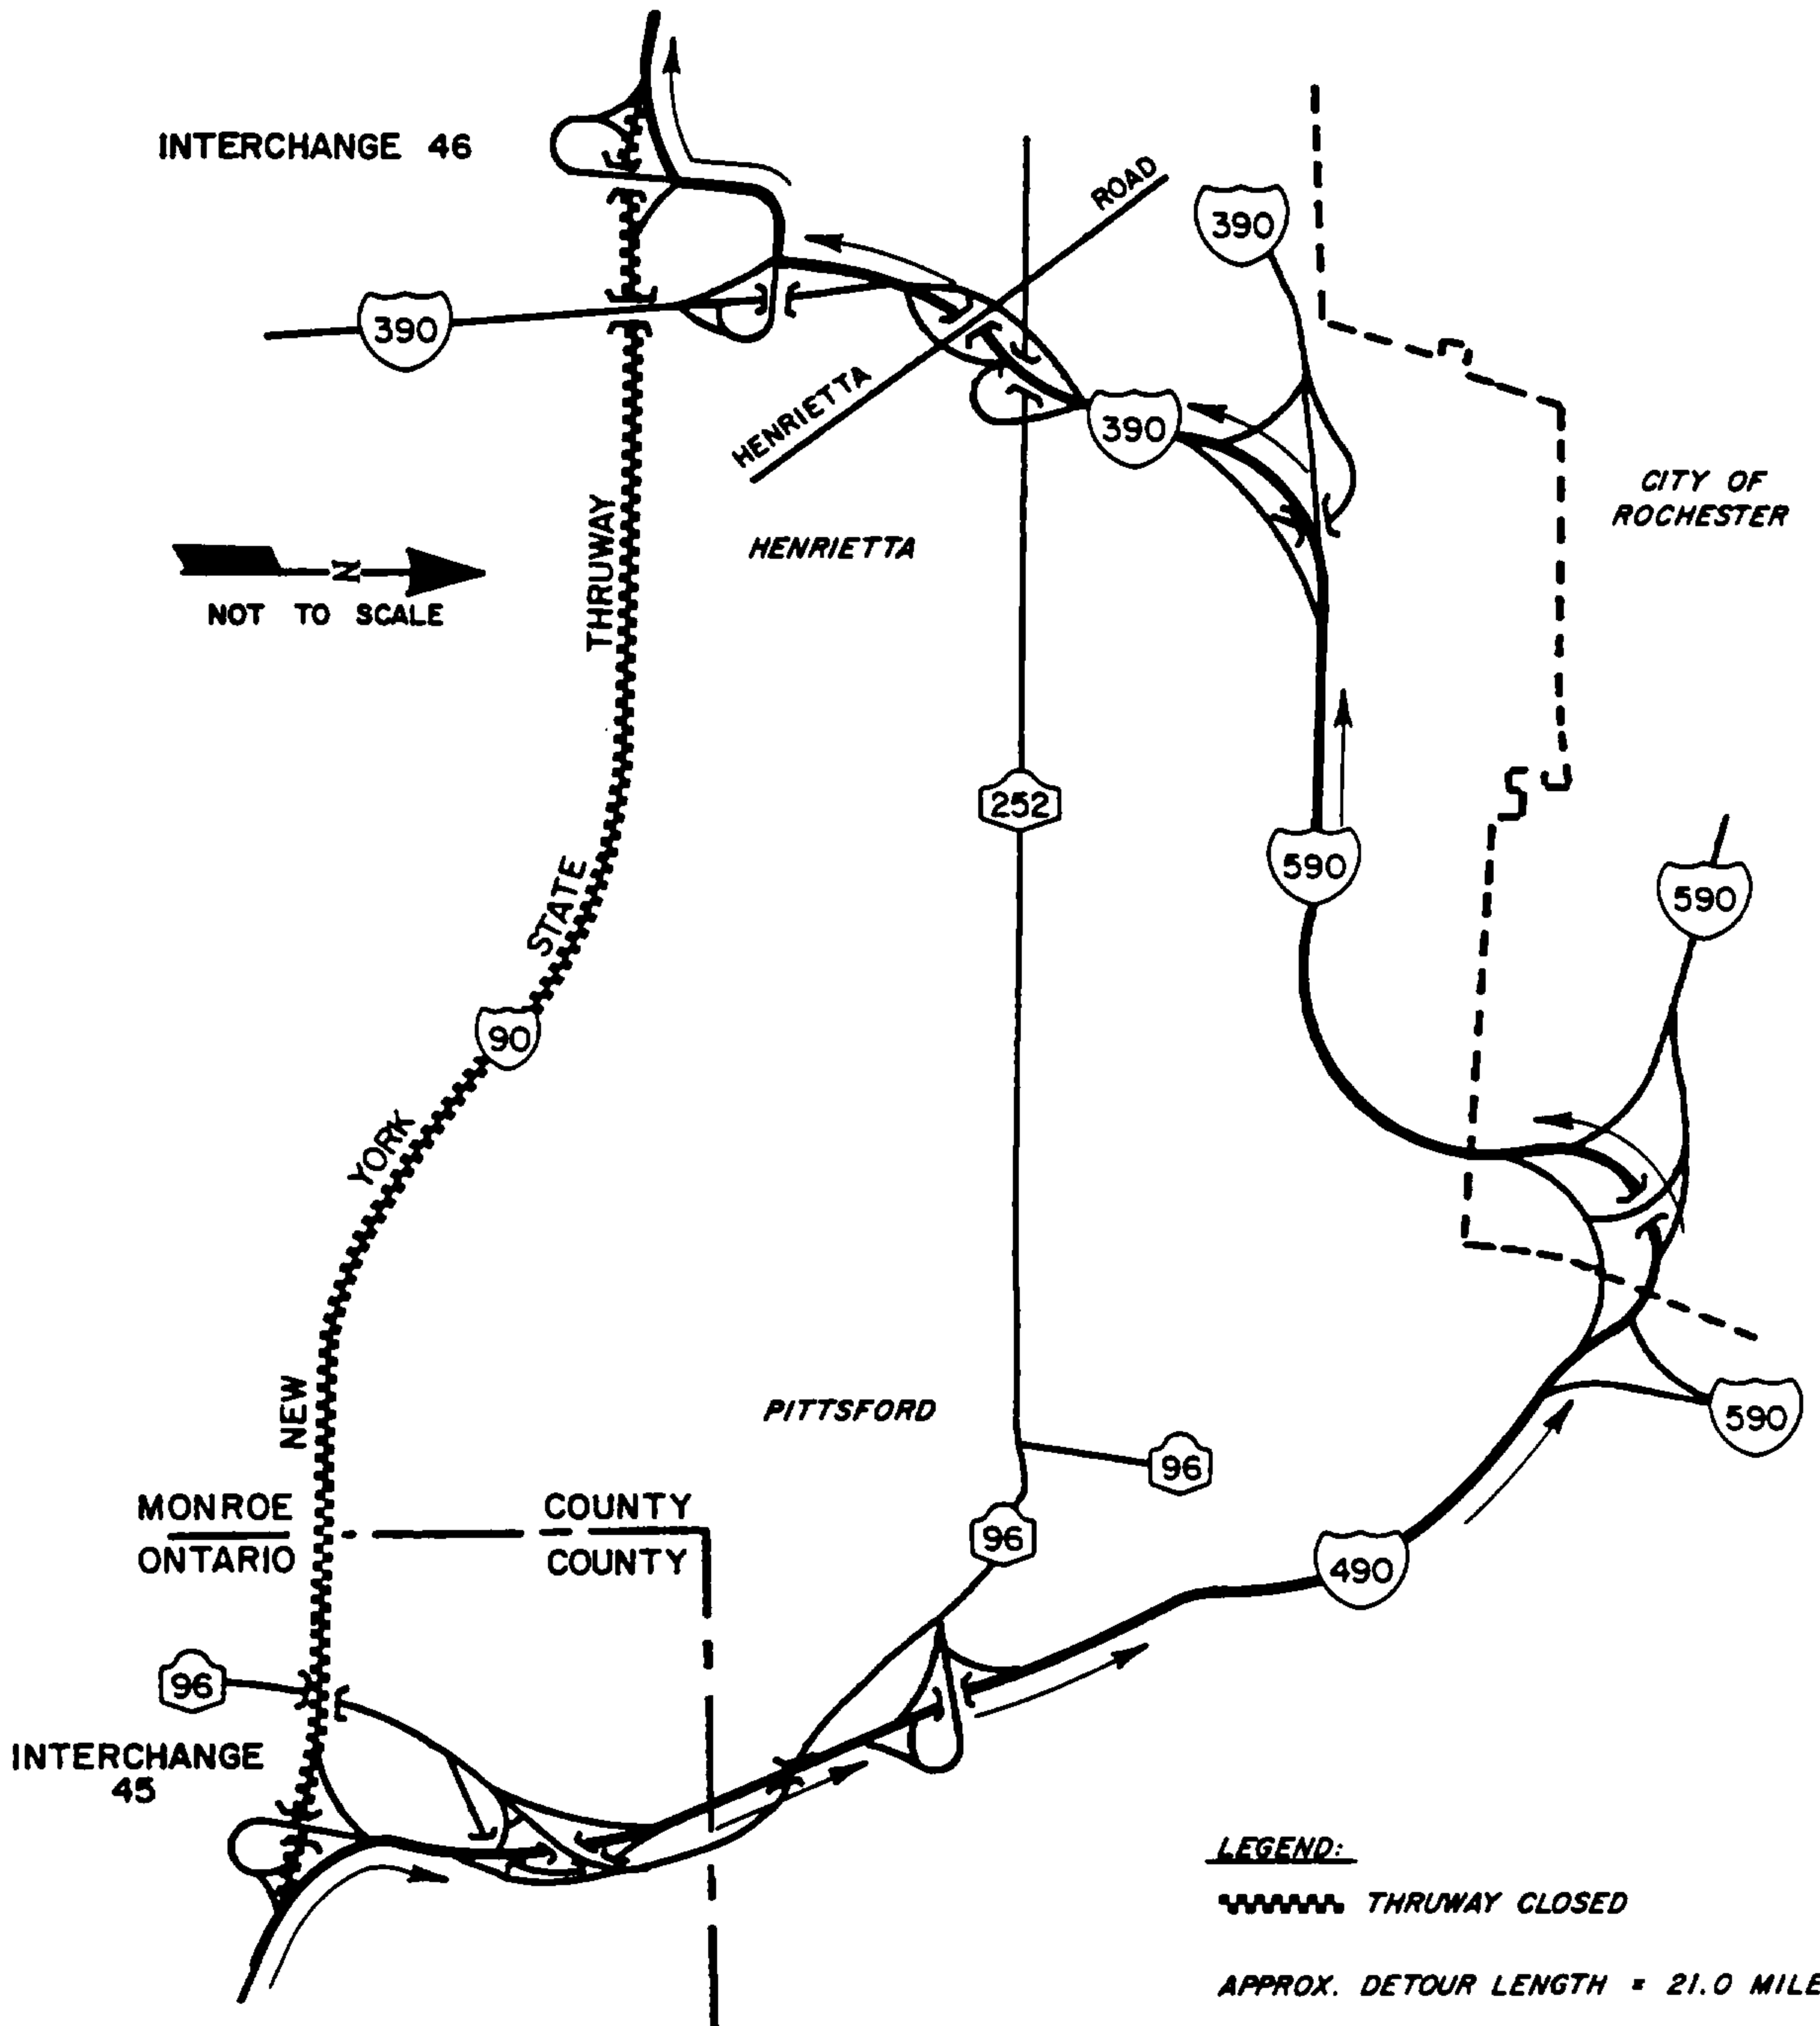 INTERCHANGE 46
ROAD
390
390
HENRIETTA
390
CITY OF
ROCHESTER
HENRIETTA
THRUWAY
N
NOT TO SCALE
252
590
590
STATE
90
YORK
PITTSFORD
NEW
590
96
MONROE COUNTY
ONTARIO COUNTY
96
490
96
INTERCHANGE
45
LEGEND:
THRUWAY CLOSED
APPROX. DETOUR LENGTH = 21.0 MILE